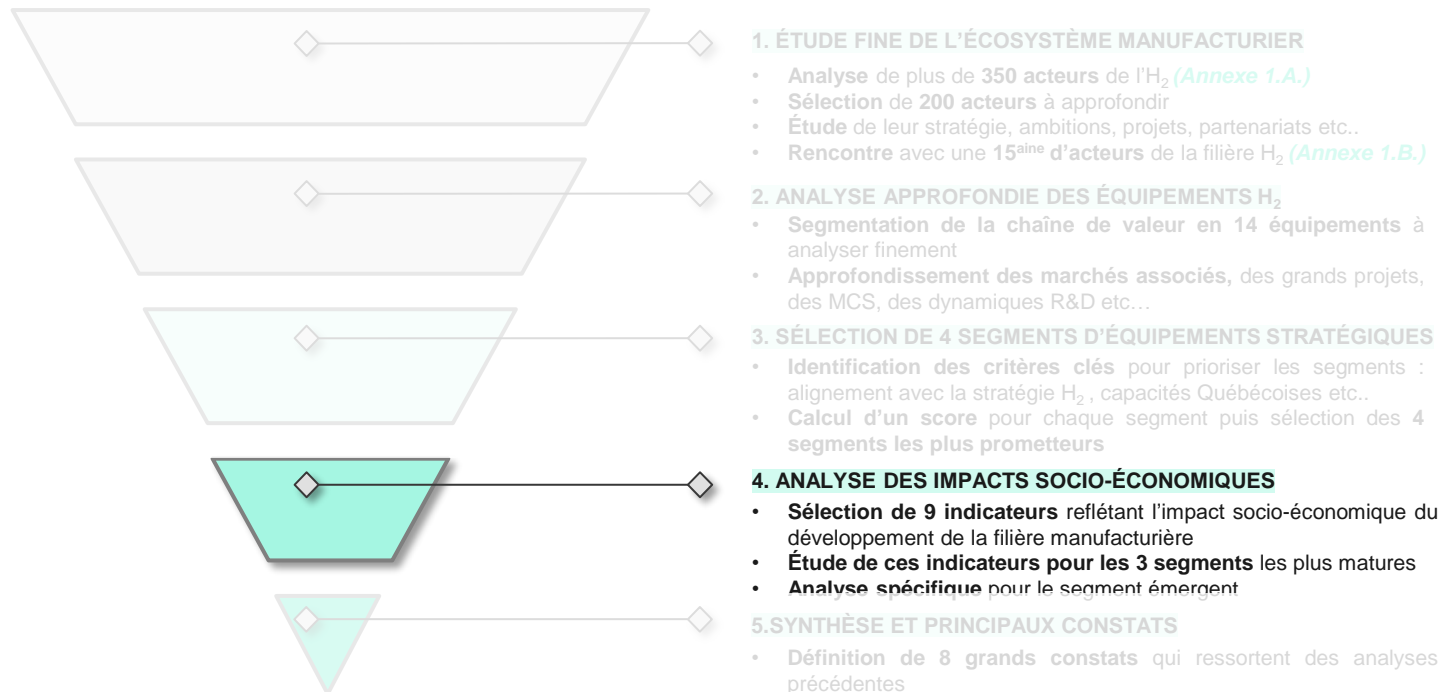 1. ÉTUDE FINE DE L'ÉCOSYSTÈME MANUFACTURIER
• Analyse de plus de 350 acteurs de l'H2 (Annexe 1.A.)
• Sélection de 200 acteurs à approfondir
• Étude de leur stratégie, ambitions, projets, partenariats etc..
• Rencontre avec une 15aine d'acteurs de la filière H2 (Annexe 1.B.)
2. ANALYSE APPROFONDIE DES ÉQUIPEMENTS H2
• Segmentation de la chaîne de valeur en 14 équipements à
analyser finement
• Approfondissement des marchés associés, des grands projets,
des MCS, des dynamiques R&D etc…
3. SÉLECTION DE 4 SEGMENTS D'ÉQUIPEMENTS STRATÉGIQUES
• Identification des critères clés pour prioriser les segments :
alignement avec la stratégie H2 , capacités Québécoises etc..
• Calcul d'un score pour chaque segment puis sélection des 4
segments les plus prometteurs
4. ANALYSE DES IMPACTS SOCIO-ÉCONOMIQUES
• Sélection de 9 indicateurs reflétant l'impact socio-économique du
développement de la filière manufacturière
• Étude de ces indicateurs pour les 3 segments les plus matures
• Analyse spécifique pour le segment émergent
5.SYNTHÈSE ET PRINCIPAUX CONSTATS
• Définition de 8 grands constats qui ressortent des analyses
précédentes